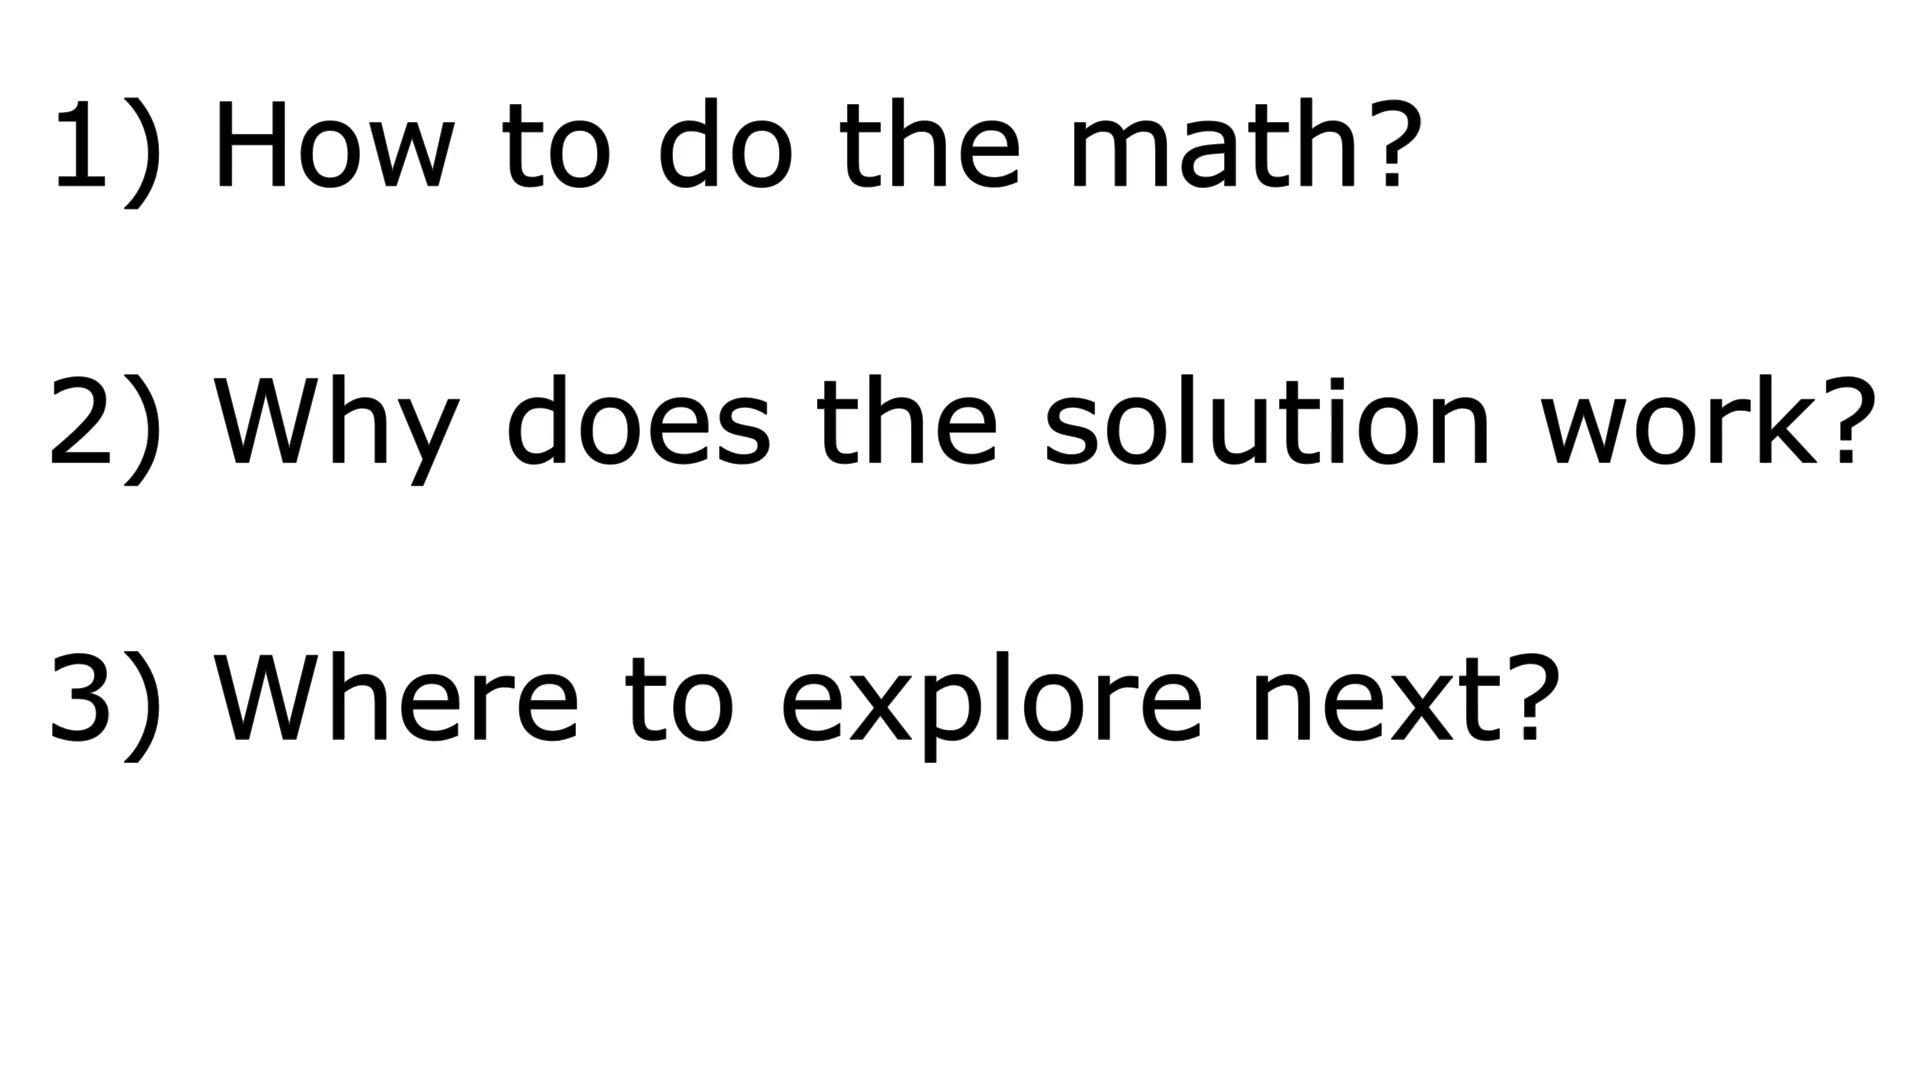 1) How to do the math?
2) Why does the solution work?
3) Where to explore next?